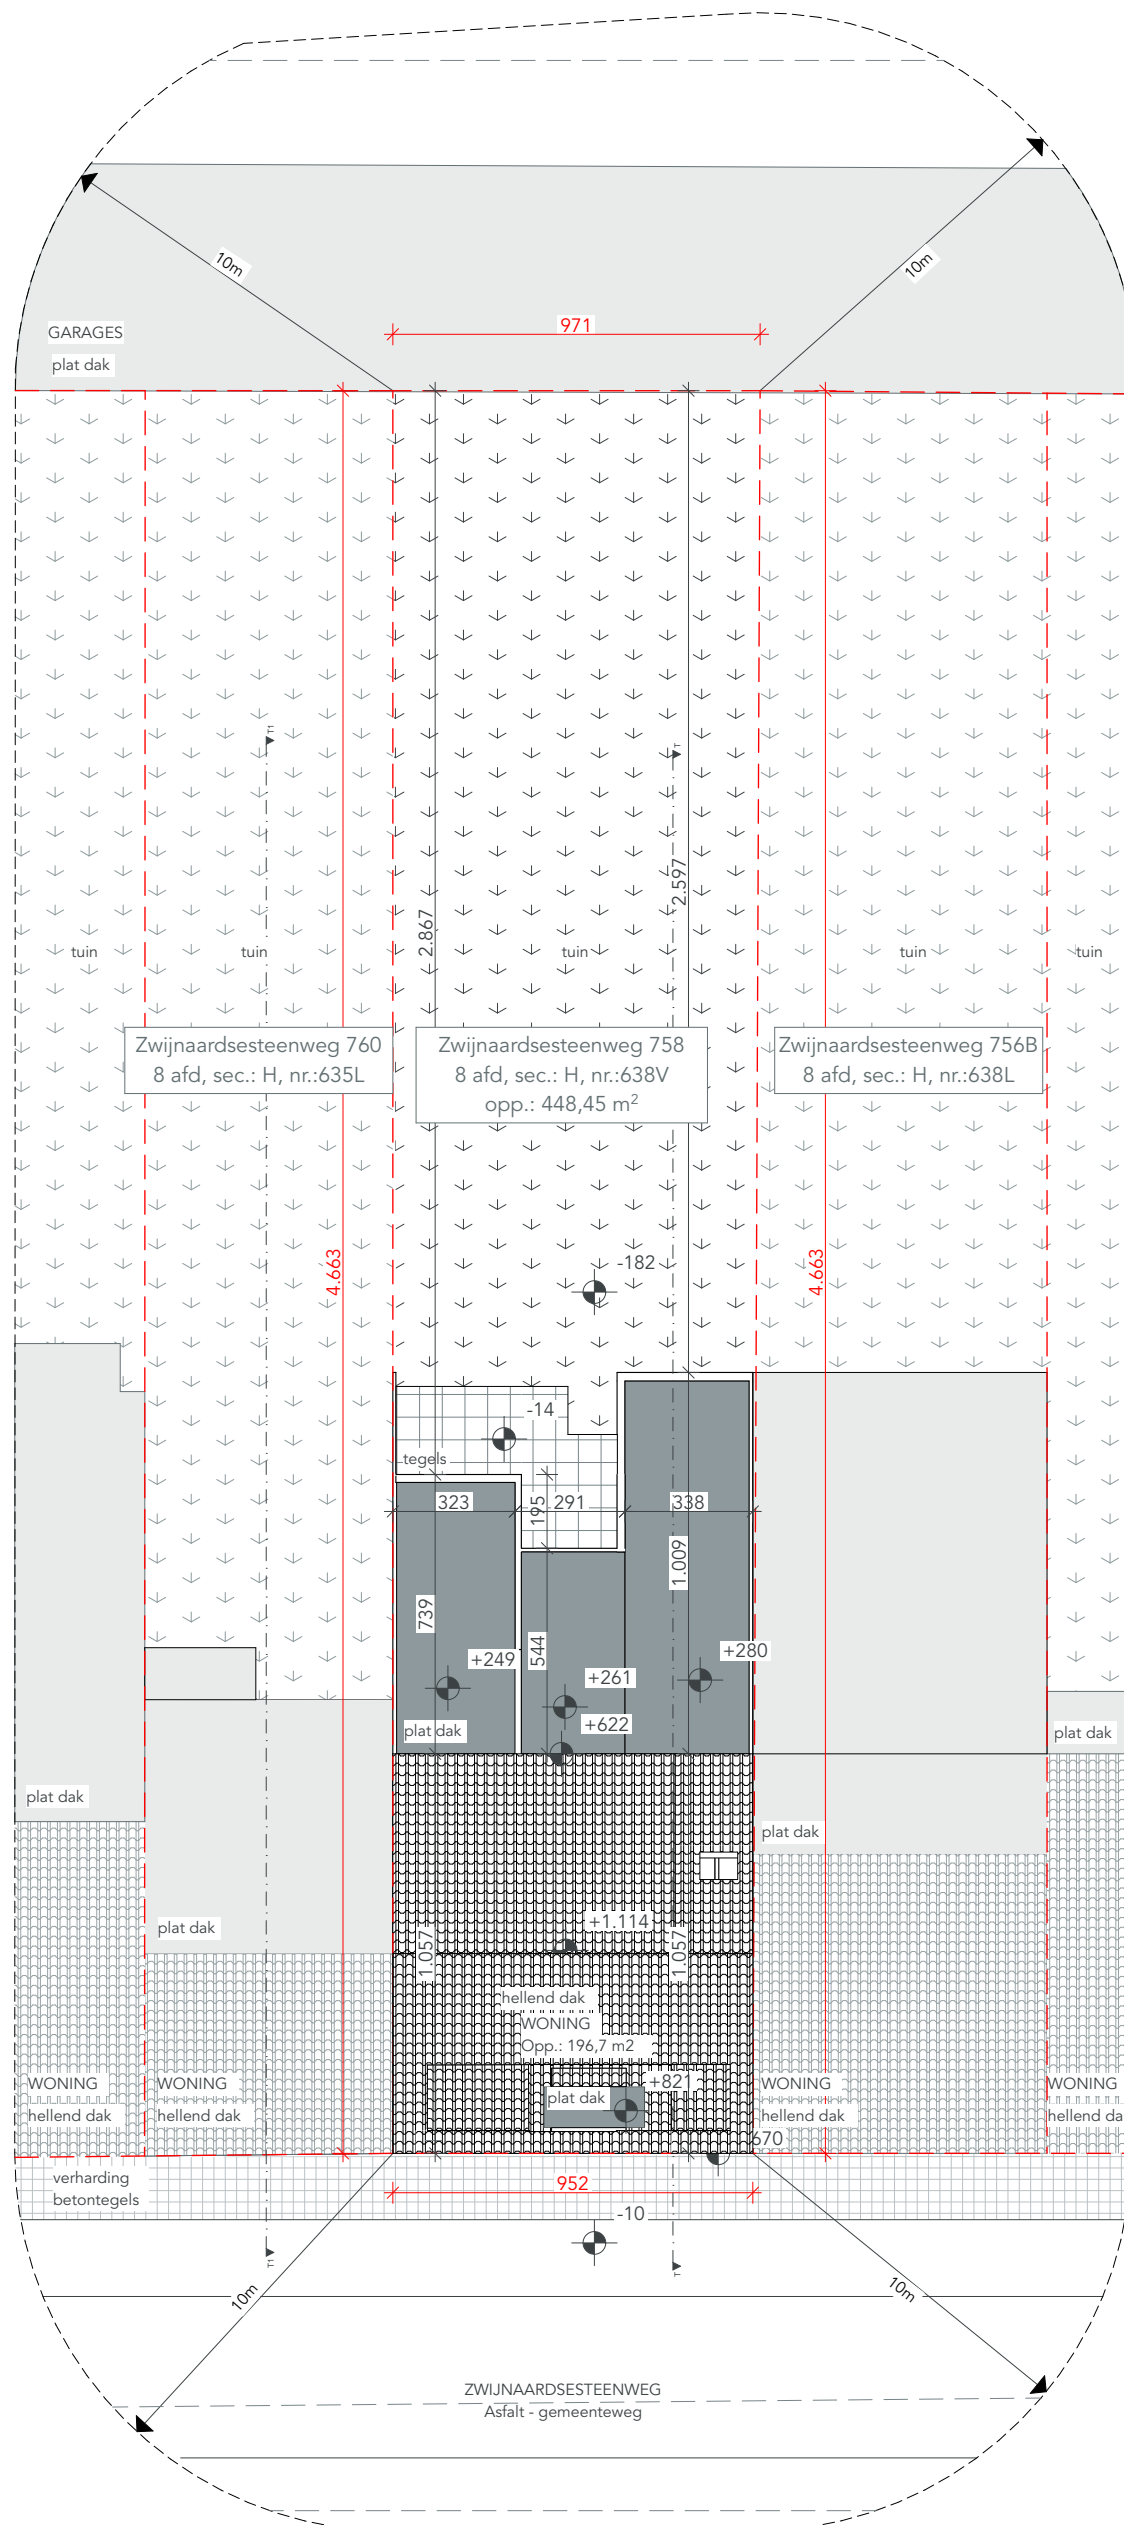 10m
10m
971
GARAGES
plat dak
2.597
2.867
tuin
tuin
tuin
tuin
tuin
Zwijnaardsesteenweg 760
8 afd, sec.: H, nr.:635L
Zwijnaardsesteenweg 758
8 afd, sec.: H, nr.:638V
opp.: 448,45 m²
Zwijnaardsesteenweg 756B
8 afd, sec.: H, nr.:638L
4.663
4.663
-182
-14
tegels
323
195
291
338
1.009
739
544
+249
+261
+280
+622
plat dak
plat dak
plat dak
plat dak
plat dak
+1.114
1.057
1.057
hellend dak
WONING
Opp.: 196,7 m2
+821
plat dak
WONING
hellend dak
WONING
hellend dak
WONING
hellend dak
WONING
hellend da
670
verharding
betontegels
952
-10
10m
10m
ZWIJNAARDSESTEENWEG
Asfalt - gemeenteweg